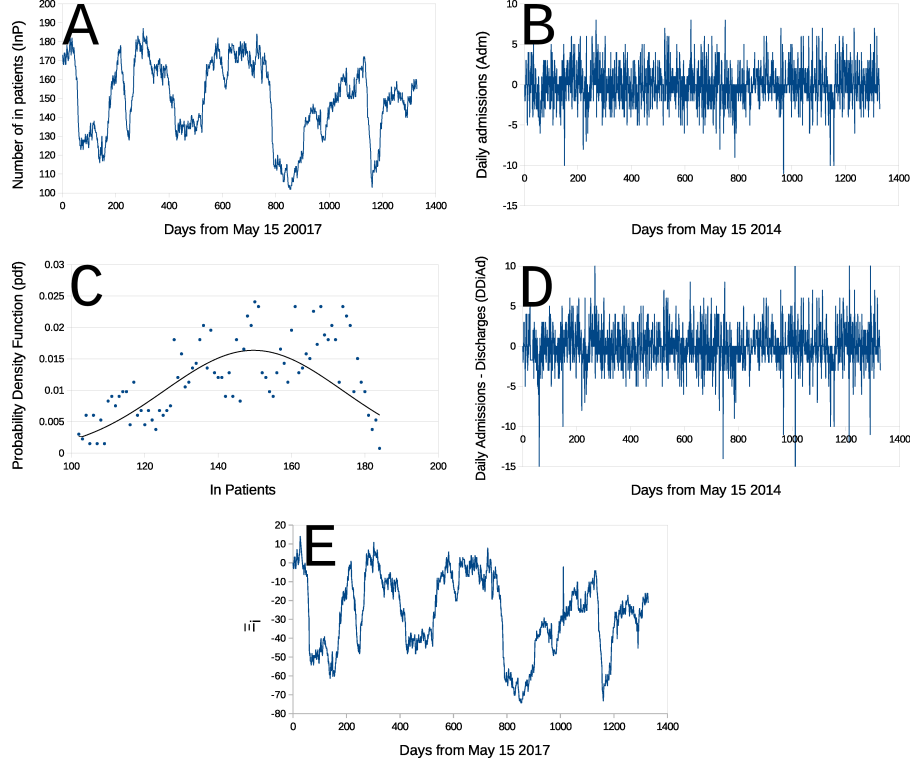 A
Number of in patients (InP)
200
190
180
170
160
150
140
130
120
110
100
0 200 400 600 800 1000 1200 1400
Days from May 15 20017
B
Daily admissions (Adm)
10
5
0
-5
-10
-15
0 200 400 600 800 1000 1200 1400
Days from May 15 2014
C
Probability Density Function (pdf)
0.03
0.025
0.02
0.015
0.01
0.005
0
100 120 140 160 180 200
In Patients
D
Daily Admissions - Discharges (DDiAd)
10
5
0
-5
-10
-15
0 200 400 600 800 1000 1200 1400
Days from May 15 2014
E
Ξi
20
10
0
-10
-20
-30
-40
-50
-60
-70
-80
0 200 400 600 800 1000 1200 1400
Days from May 15 2017